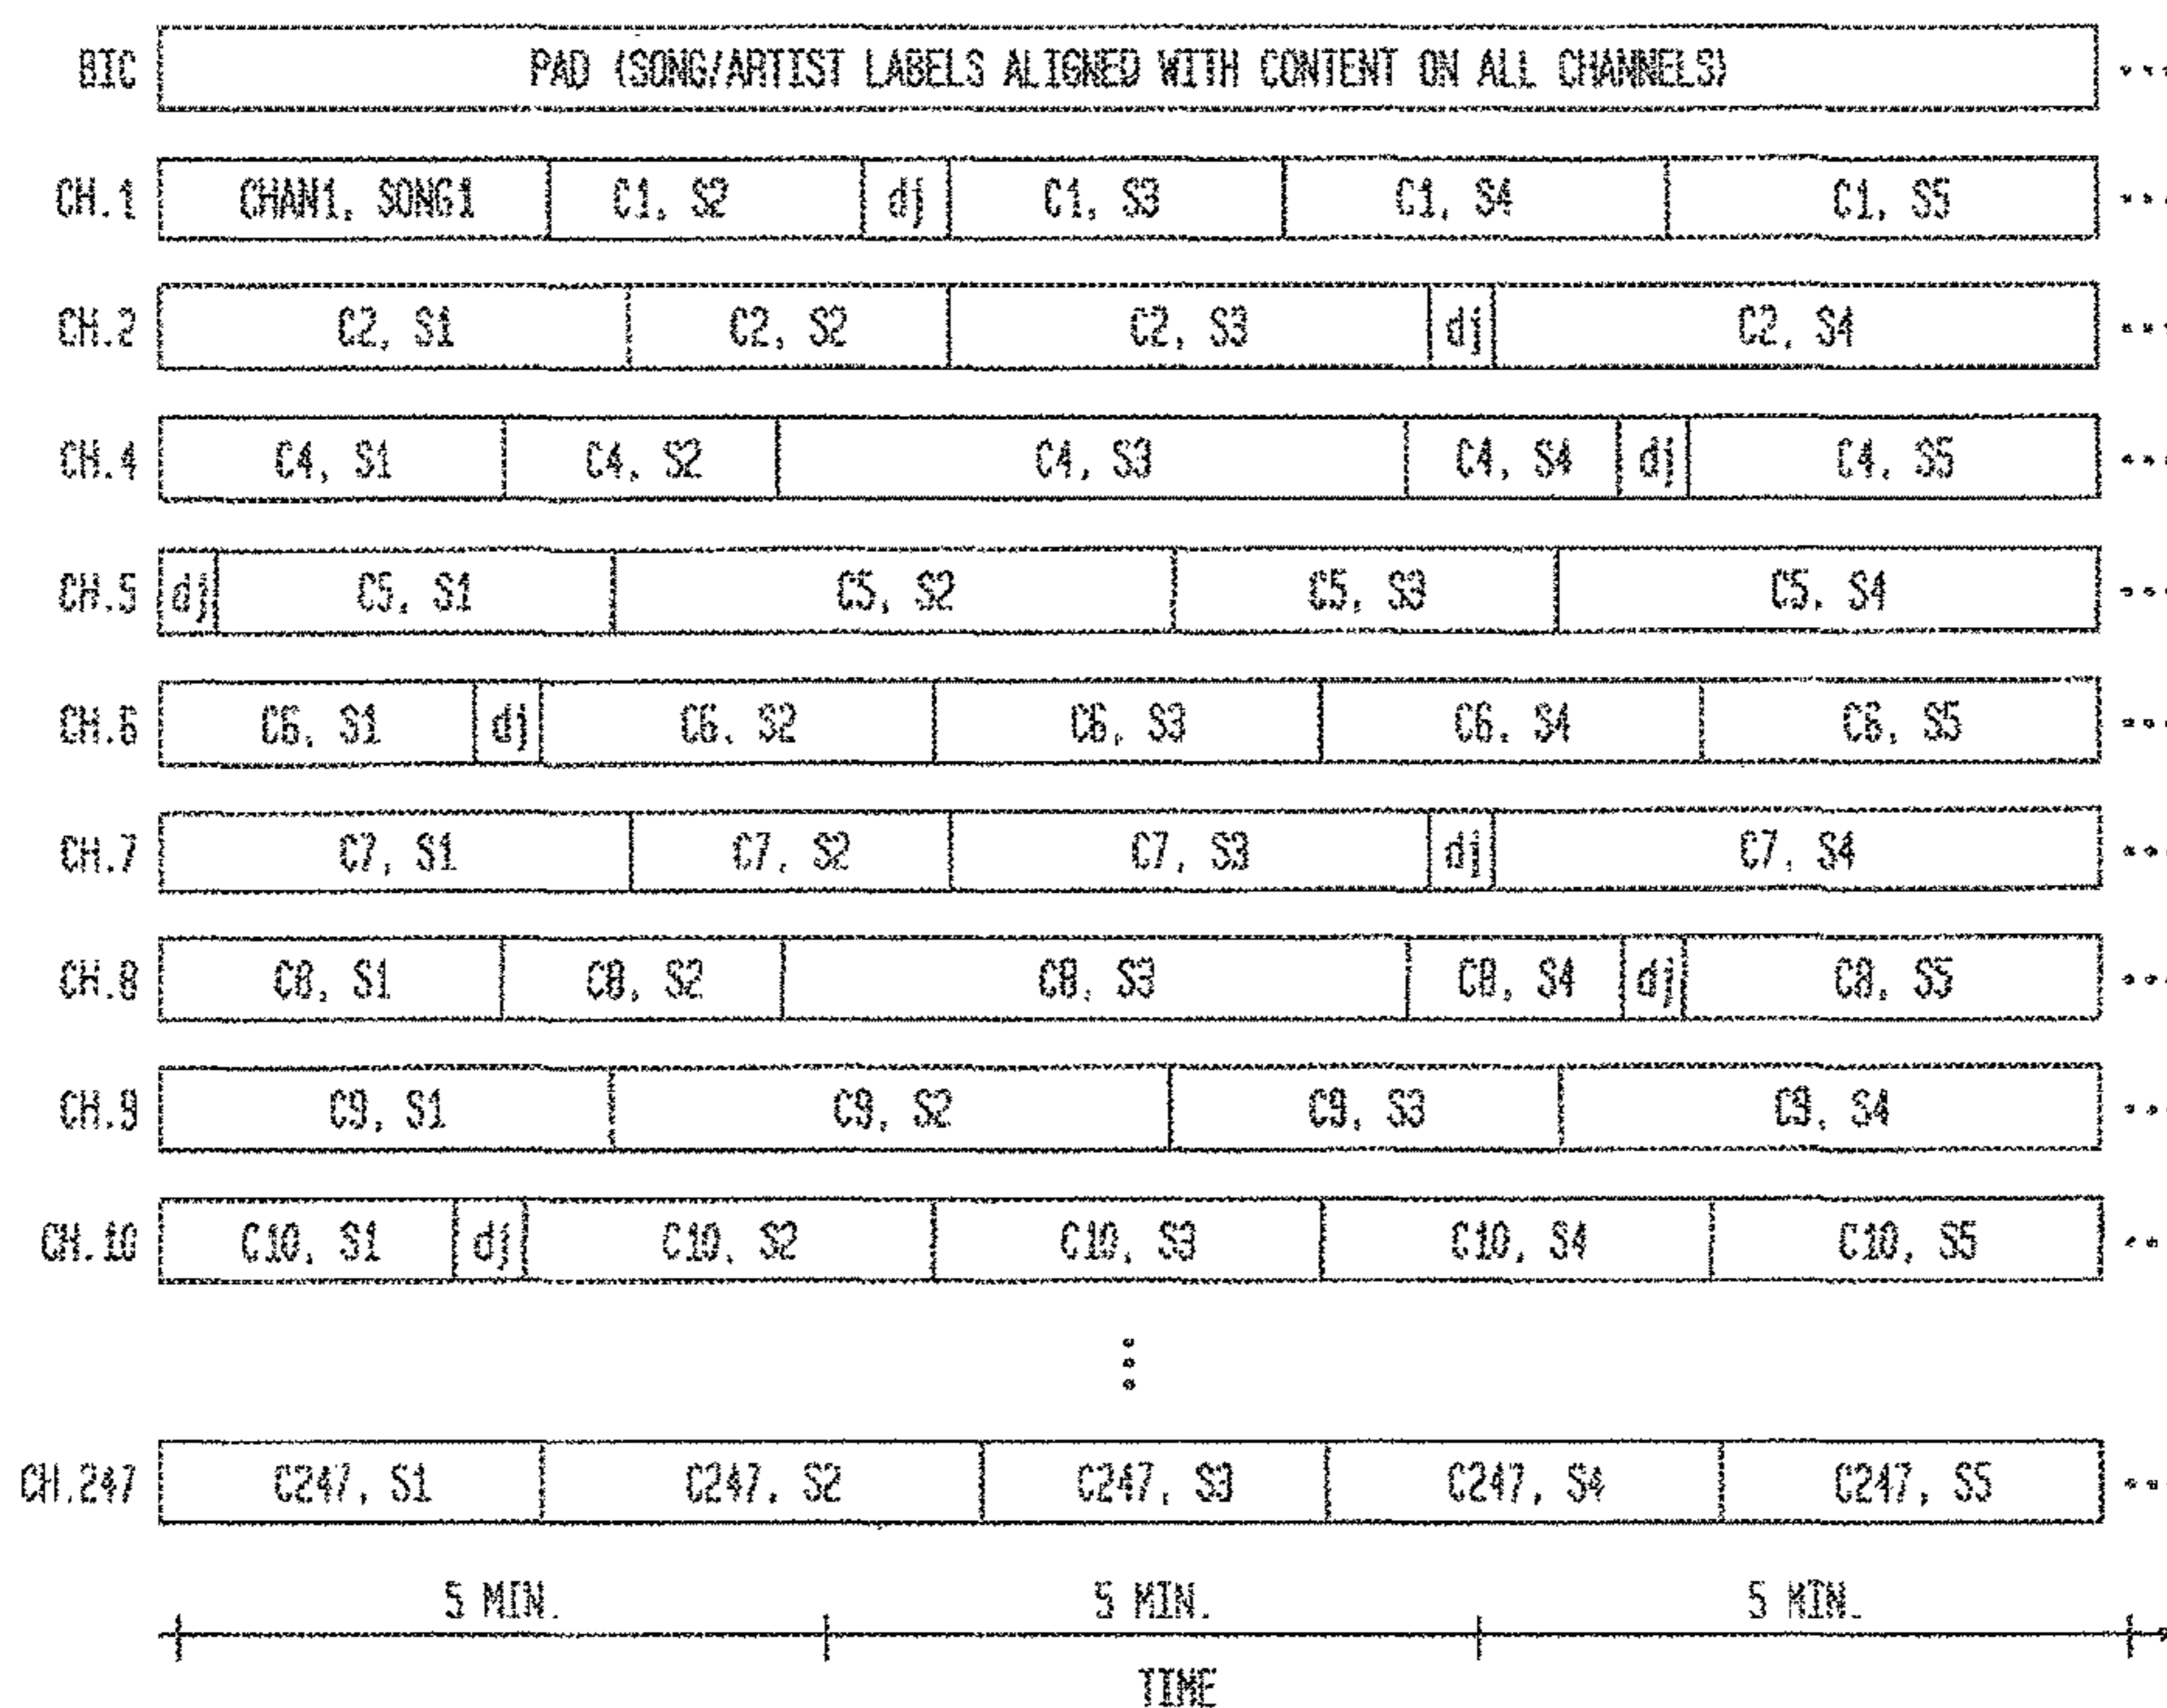 BIC PAD (SONG/ARTIST LABELS ALIGNED WITH CONTENT ON ALL CHANNELS)
CH.1 CHAN1, SONG1 C1, S2 dj C1, S3 C1, S4 C1, S5
CH.2 C2, S1 C2, S2 C2, S3 dj C2, S4
CH.4 C4, S1 C4, S2 C4, S3 C4, S4 dj C4, S5
CH.5 dj C5, S1 C5, S2 C5, S3 C5, S4
CH.6 C6, S1 dj C6, S2 C6, S3 C6, S4 C6, S5
CH.7 C7, S1 C7, S2 C7, S3 dj C7, S4
CH.8 C8, S1 C8, S2 C8, S3 C8, S4 dj C8, S5
CH.9 C9, S1 C9, S2 C9, S3 C9, S4
CH.10 C10, S1 dj C10, S2 C10, S3 C10, S4 C10, S5
CH.247 C247, S1 C247, S2 C247, S3 C247, S4 C247, S5
5 MIN. 5 MIN. 5 MIN.
TIME